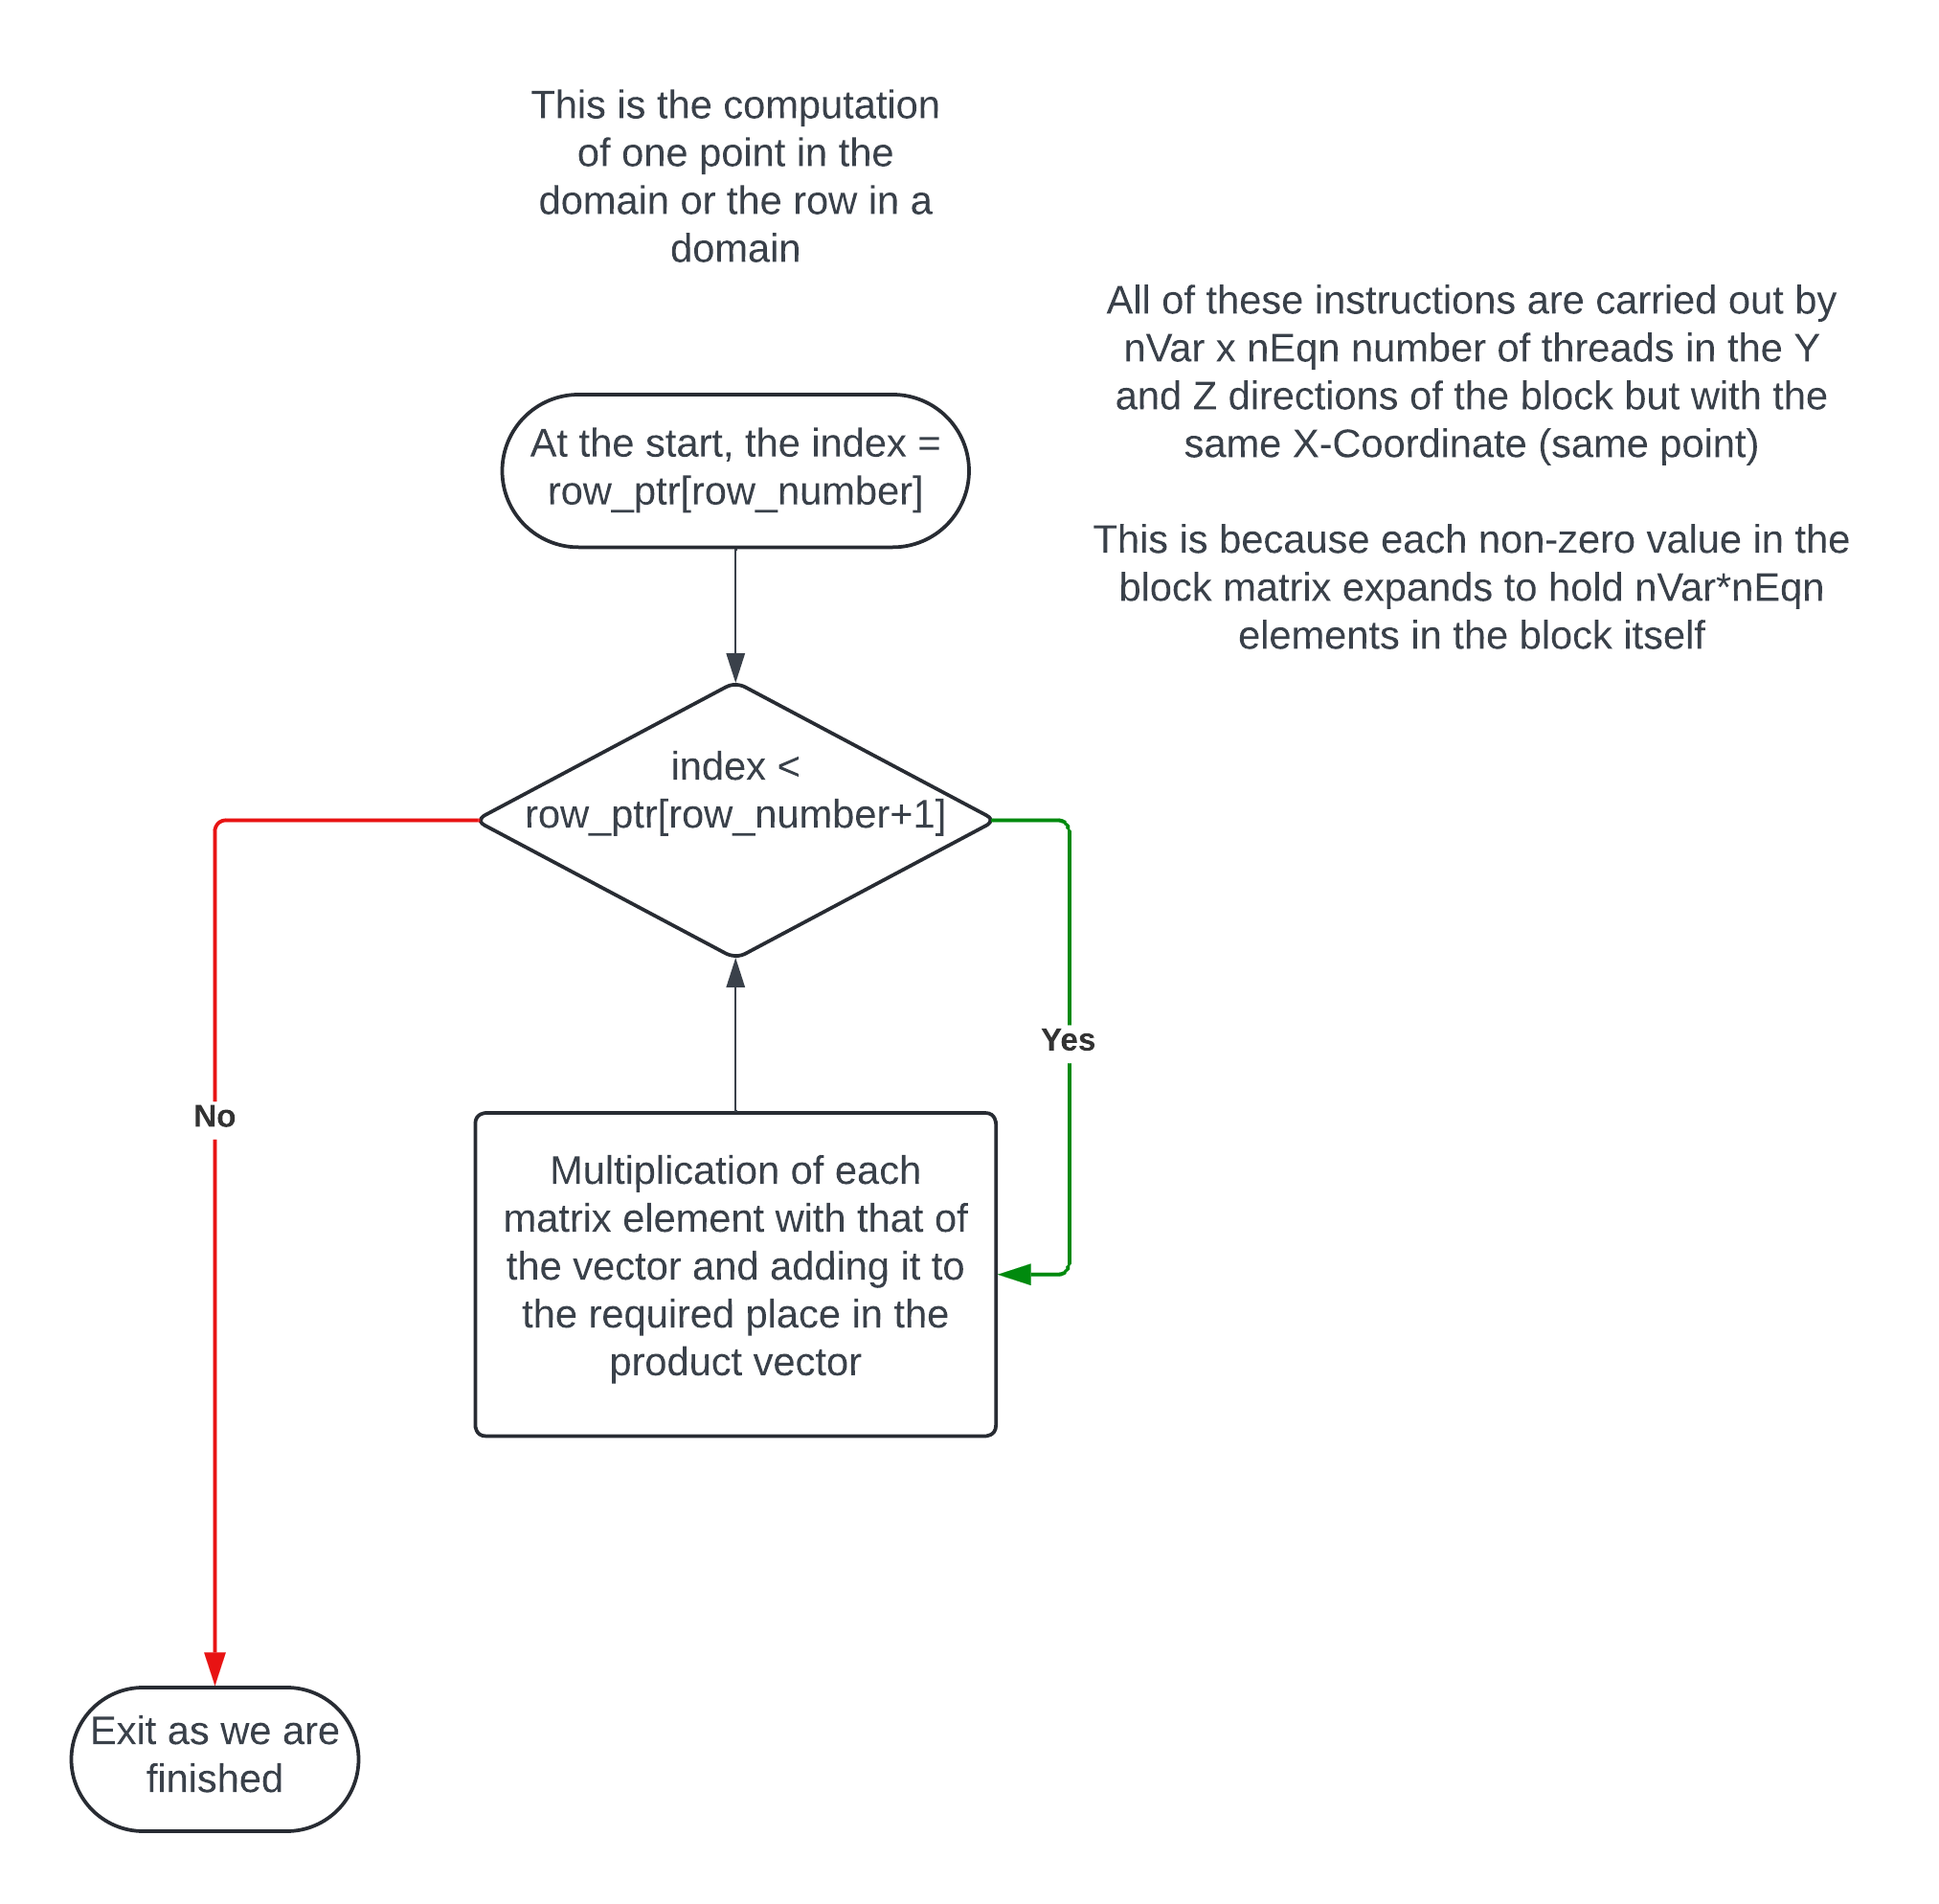 This is the computation
of one point in the
domain or the row in a
domain
All of these instructions are carried out by
nVar x nEqn number of threads in the Y
and Z directions of the block but with the
same X-Coordinate (same point)
This is because each non-zero value in the
block matrix expands to hold nVar*nEqn
elements in the block itself
At the start, the index =
row_ptr[row_number]
index <
row_ptr[row_number+1]
Yes
No
Multiplication of each
matrix element with that of
the vector and adding it to
the required place in the
product vector
Exit as we are
finished